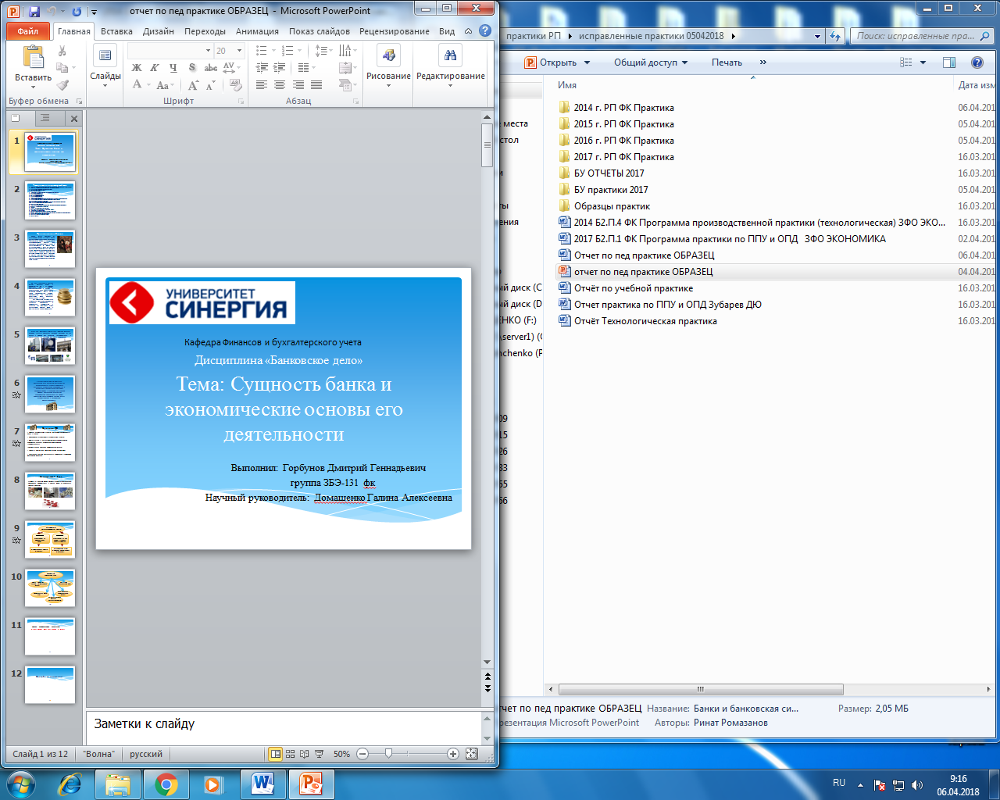 отчет по пед практике ОБРАЗЕЦ - Microsoft PowerPoint
Файл Главная Вставка Дизайн Переходы Анимация Показ слайдов Рецензирование Вид
Вставить
Слайды
20
Ж К Ч S abc AV
A Aa A A
Рисование
Редактирование
Буфер обмена
Шрифт
Абзац
1
2
3
4
5
6
7
8
9
10
11
12
УНИВЕРСИТЕТ
СИНЕРГИЯ
Кафедра Финансов и бухгалтерского учета
Дисциплина «Банковское дело»
Тема: Сущность банка и
экономические основы его
деятельности
Выполнил: Горбунов Дмитрий Геннадьевич
группа ЗБЭ-131 фк
Научный руководитель: Домащенко Галина Алексеевна
Заметки к слайду
Слайд 1 из 12 "Волна" русский 50%
практики РП исправленные практики 05042018
Поиск: исправленные пра...
Открыть Общий доступ Печать »
Имя Дата изм
2014 г. РП ФК Практика 06.04.201
2015 г. РП ФК Практика 05.04.201
2016 г. РП ФК Практика 05.04.201
2017 г. РП ФК Практика 16.03.201
БУ ОТЧЕТЫ 2017 16.03.201
БУ практики 2017 05.04.201
Образцы практик 16.03.201
2014 Б2.П.4 ФК Программа производственной практики (технологическая) ЗФО ЭКО... 16.03.201
2017 Б2.П.1 ФК Программа практики по ППУ и ОПД ЗФО ЭКОНОМИКА 02.04.201
Отчет по пед практике ОБРАЗЕЦ 06.04.201
отчет по пед практике ОБРАЗЕЦ 04.04.201
Отчёт по учебной практике 16.03.201
Отчет практика по ППУ и ОПД Зубарев ДЮ 16.03.201
Отчёт Технологическая практика 16.03.201
е места
стол
и
ты
ения
ый диск (C
ый диск (D
ЕНКО (F:)
server1) (
nchenko (P
09
15
26
33
55
56
тчет по пед практике ОБРАЗЕЦ Название: Банки и банковская си... Размер: 2,05 МБ
резентация Microsoft PowerPoint Авторы: Ринат Ромазанов
RU
9:16
06.04.2018